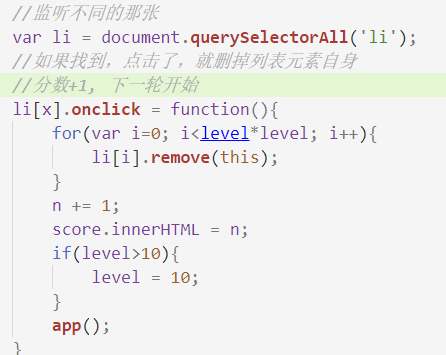 //监听不同的那张
var li = document.querySelectorAll('li');
//如果找到，点击了，就删掉列表元素自身
//分数+1, 下一轮开始
li[x].onclick = function(){
    for(var i=0; i<level*level; i++){
        li[i].remove(this);
    }
    n += 1;
    score.innerHTML = n;
    if(level>10){
        level = 10;
    }
    app();
}